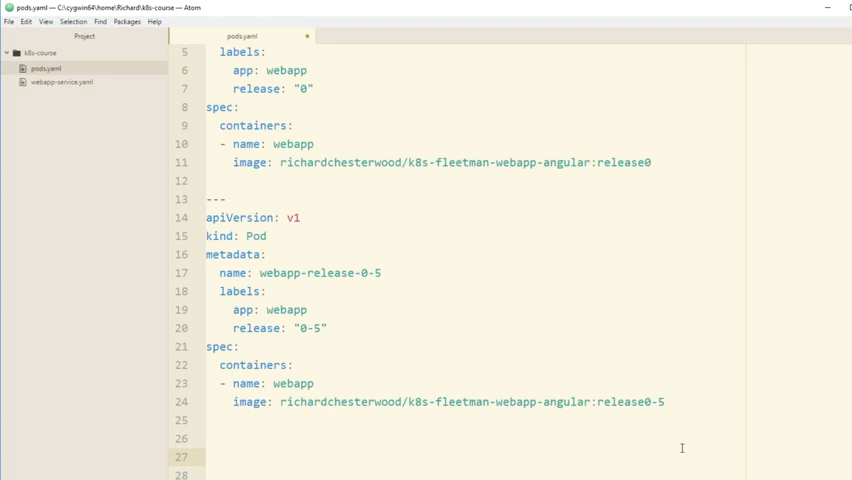 pods.yaml — C:\cygwin64\home\Richard\k8s-course — Atom
File Edit View Selection Find Packages Help
Project
k8s-course
pods.yaml
webapp-service.yaml
pods.yaml
5 labels:
6 app: webapp
7 release: "0"
8 spec:
9 containers:
10 - name: webapp
11 image: richardchesterwood/k8s-fleetman-webapp-angular:release0
12
13 ---
14 apiVersion: v1
15 kind: Pod
16 metadata:
17 name: webapp-release-0-5
18 labels:
19 app: webapp
20 release: "0-5"
21 spec:
22 containers:
23 - name: webapp
24 image: richardchesterwood/k8s-fleetman-webapp-angular:release0-5
25
26
27
28